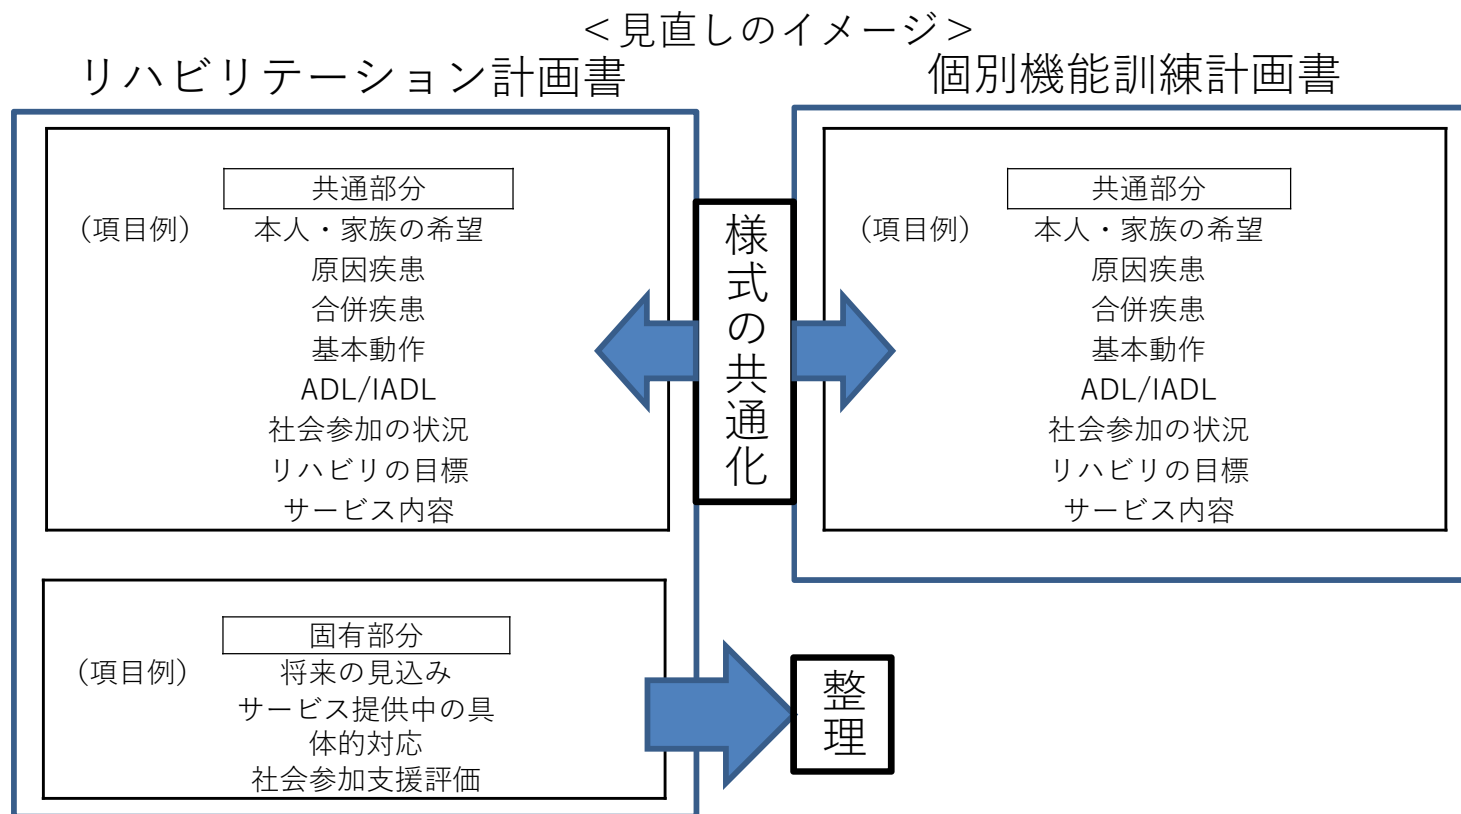 ＜見直しのイメージ＞
リハビリテーション計画書
共通部分
（項目例）
本人・家族の希望
原因疾患
合併疾患
基本動作
ADL/IADL
社会参加の状況
リハビリの目標
サービス内容
固有部分
（項目例）
将来の見込み
サービス提供中の具
体的対応
社会参加支援評価
様式の共通化
整理
個別機能訓練計画書
共通部分
（項目例）
本人・家族の希望
原因疾患
合併疾患
基本動作
ADL/IADL
社会参加の状況
リハビリの目標
サービス内容